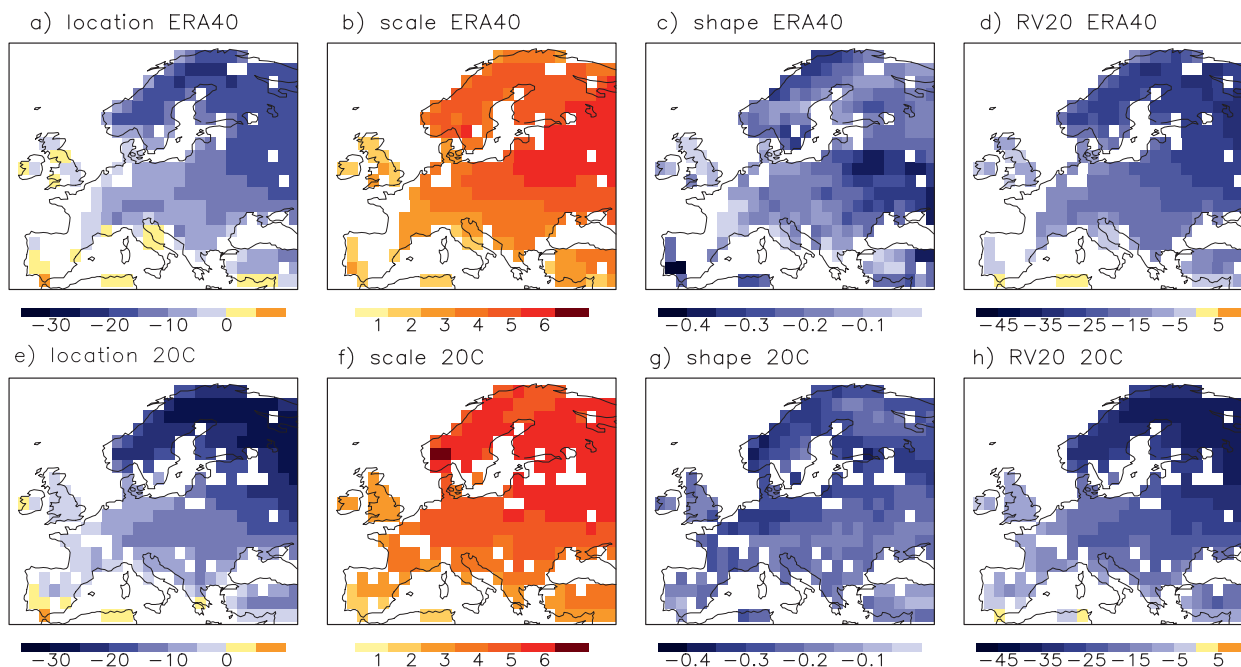 a) location ERA40
b) scale ERA40
c) shape ERA40
d) RV20 ERA40
−30 −20 −10 0
1 2 3 4 5 6
−0.4 −0.3 −0.2 −0.1
−45 −35 −25 −15 −5 5
e) location 20C
f) scale 20C
g) shape 20C
h) RV20 20C
−30 −20 −10 0
1 2 3 4 5 6
−0.4 −0.3 −0.2 −0.1
−45 −35 −25 −15 −5 5